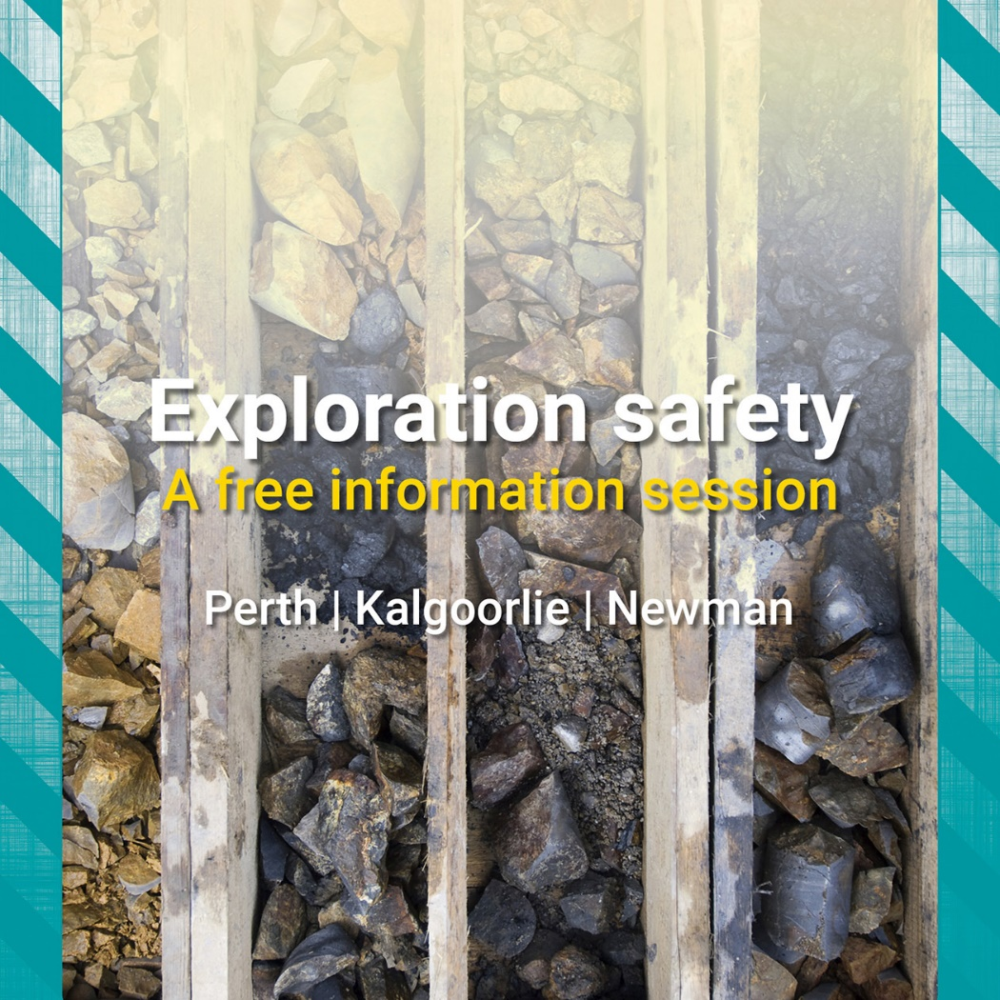 Exploration safety
A free information session
Perth | Kalgoorlie | Newman